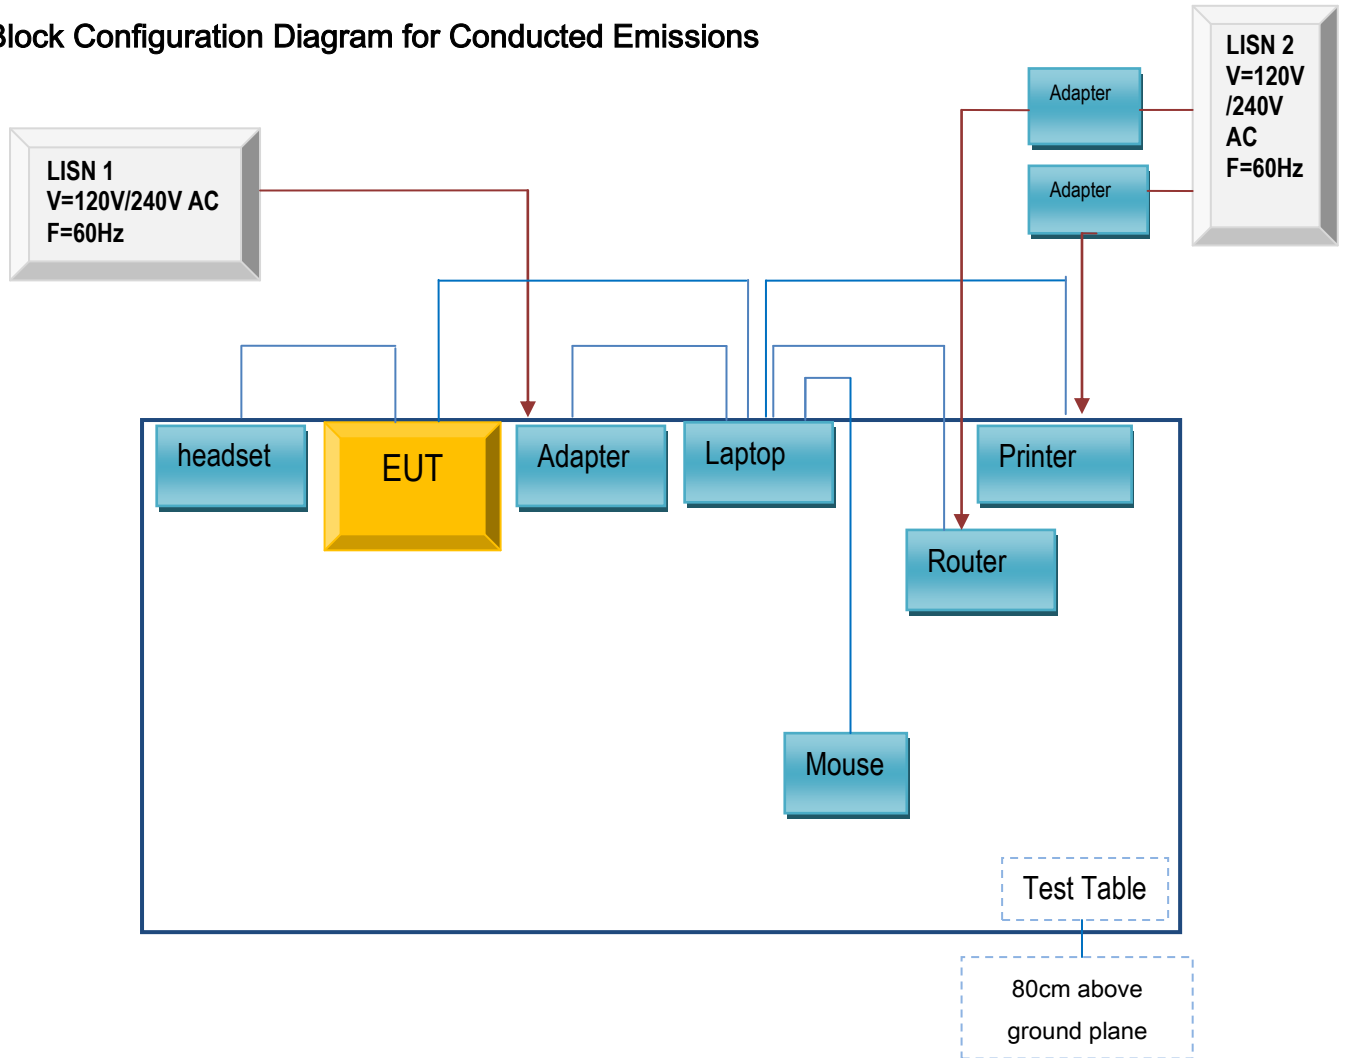 Block Configuration Diagram for Conducted Emissions
LISN 2
V=120V
/240V
AC
F=60Hz
Adapter
Adapter
LISN 1
V=120V/240V AC
F=60Hz
headset
EUT
Adapter
Laptop
Printer
Router
Mouse
Test Table
80cm above
ground plane